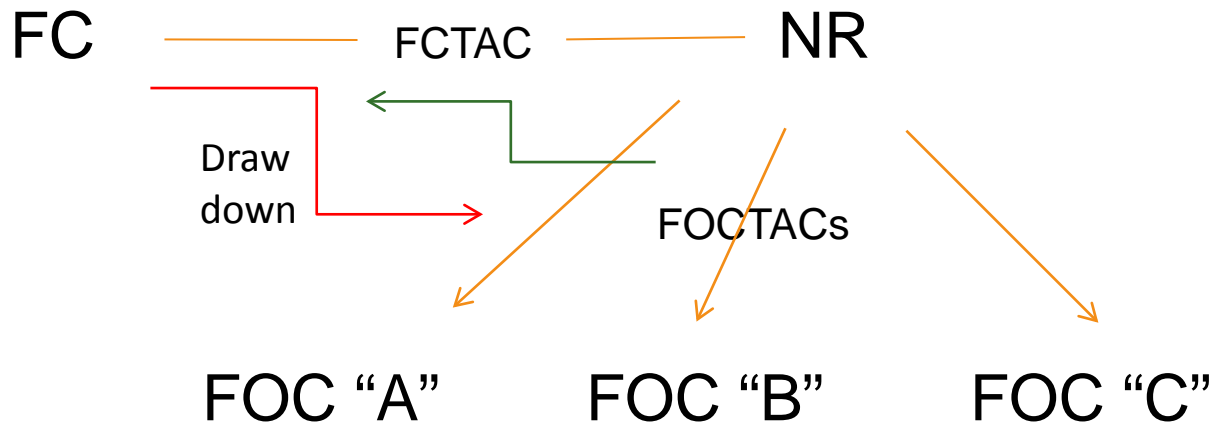 FC
FCTAC
NR
Draw
down
FOCTACs
FOC “A”
FOC “B”
FOC “C”